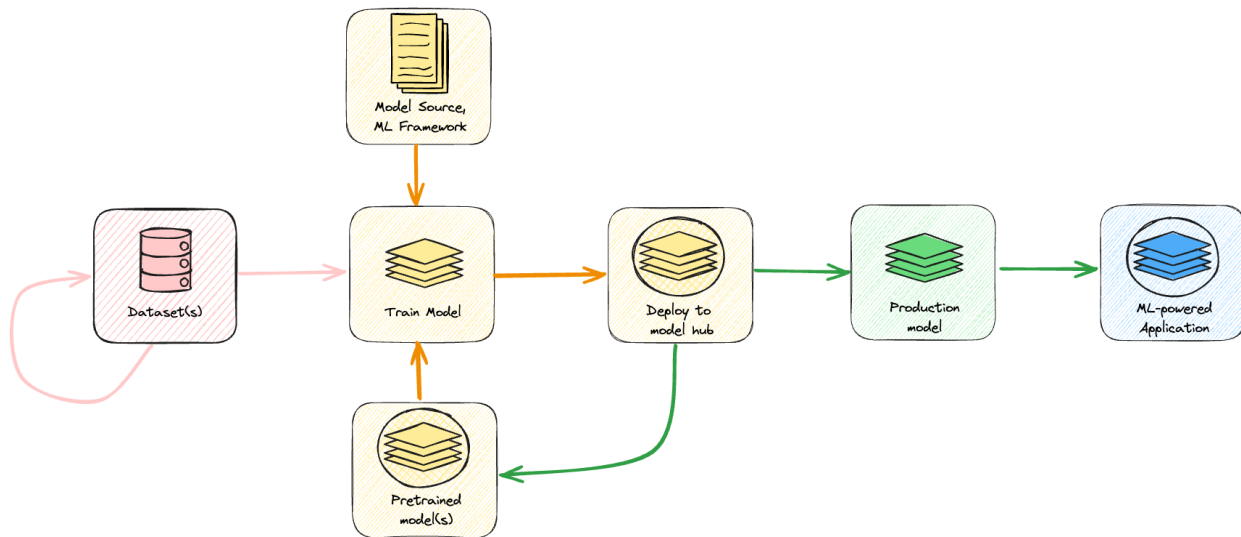 Model Source,
ML Framework
Dataset(s)
Train Model
Deploy to
model hub
Production
model
ML-powered
Application
Pretrained
model(s)